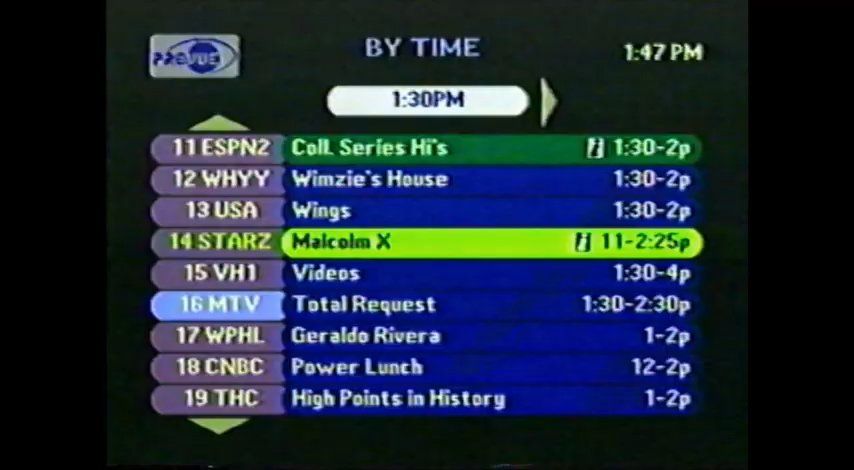 PREVUE
BY TIME
1:47 PM
1:30PM
11 ESPN2 Coll. Series Hi's i 1:30-2p
12 WHYY Wimzie's House 1:30-2p
13 USA Wings 1:30-2p
14 STARZ Malcolm X i 11-2:25p
15 VH1 Videos 1:30-4p
16 MTV Total Request 1:30-2:30p
17 WPHL Geraldo Rivera 1-2p
18 CNBC Power Lunch 12-2p
19 THC High Points in History 1-2p